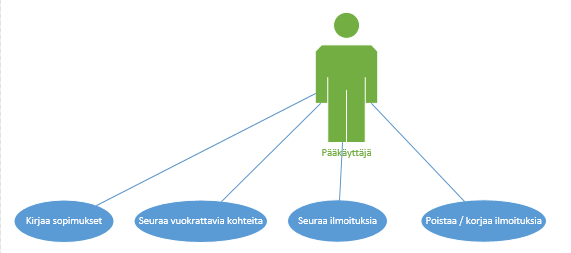 Pääkäyttäjä
Kirjaa sopimukset
Seuraa vuokrattavia kohteita
Seuraa ilmoituksia
Poistaa / korjaa ilmoituksia